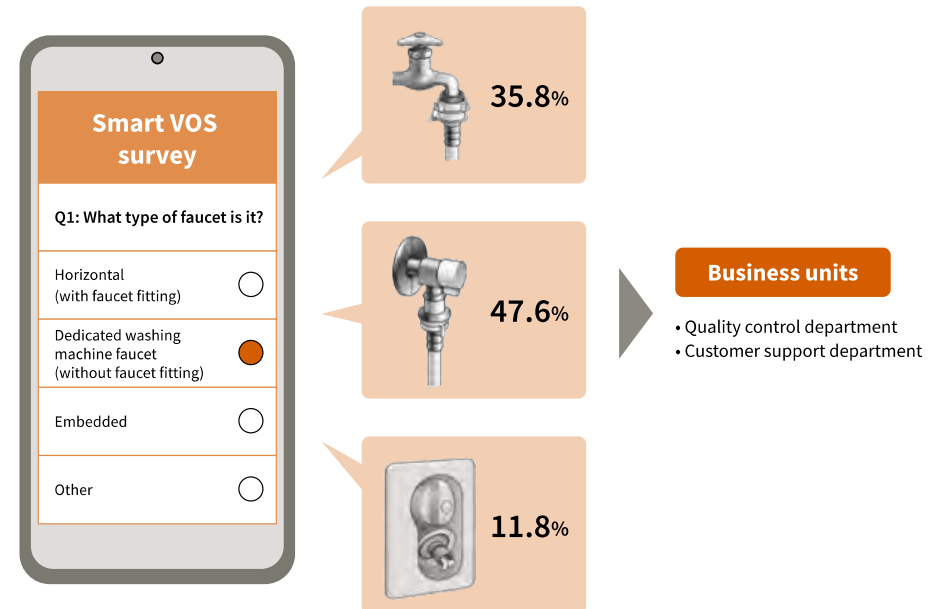 Smart VOS
survey
Q1: What type of faucet is it?
Horizontal
(with faucet fitting)
Dedicated washing
machine faucet
(without faucet fitting)
Embedded
Other
35.8%
47.6%
11.8%
Business units
• Quality control department
• Customer support department